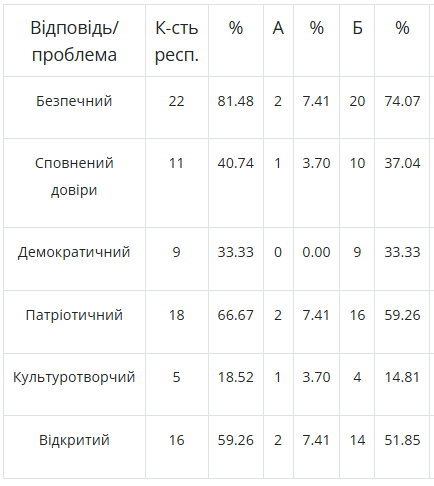 Відповідь/ К-сть % А % Б %
проблема респ.
Безпечний 22 81.48 2 7.41 20 74.07
Сповнений 11 40.74 1 3.70 10 37.04
довіри
Демократичний 9 33.33 0 0.00 9 33.33
Патріотичний 18 66.67 2 7.41 16 59.26
Культуротворчий 5 18.52 1 3.70 4 14.81
Відкритий 16 59.26 2 7.41 14 51.85